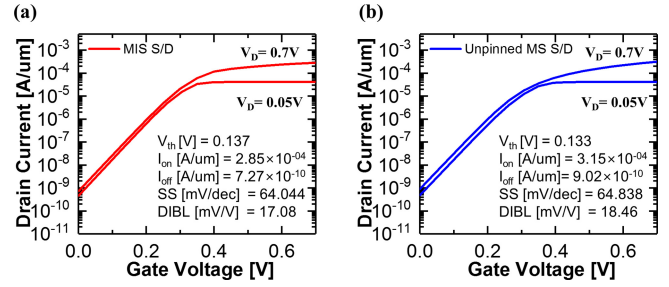 (a)
MIS S/D
V_D= 0.7V
V_D= 0.05V
V_th [V] = 0.137
I_on [A/um] = 2.85×10^-04
I_off [A/um] = 7.27×10^-10
SS [mV/dec] = 64.044
DIBL [mV/V] = 17.08
Drain Current [A/um]
10^-3
10^-4
10^-5
10^-6
10^-7
10^-8
10^-9
10^-10
10^-11
0.0 0.2 0.4 0.6
Gate Voltage [V]
(b)
Unpinned MS S/D
V_D= 0.7V
V_D= 0.05V
V_th [V] = 0.133
I_on [A/um] = 3.15×10^-04
I_off [A/um]= 9.02×10^-10
SS [mV/dec] = 64.838
DIBL [mV/V] = 18.46
Drain Current [A/um]
10^-3
10^-4
10^-5
10^-6
10^-7
10^-8
10^-9
10^-10
10^-11
0.0 0.2 0.4 0.6
Gate Voltage [V]